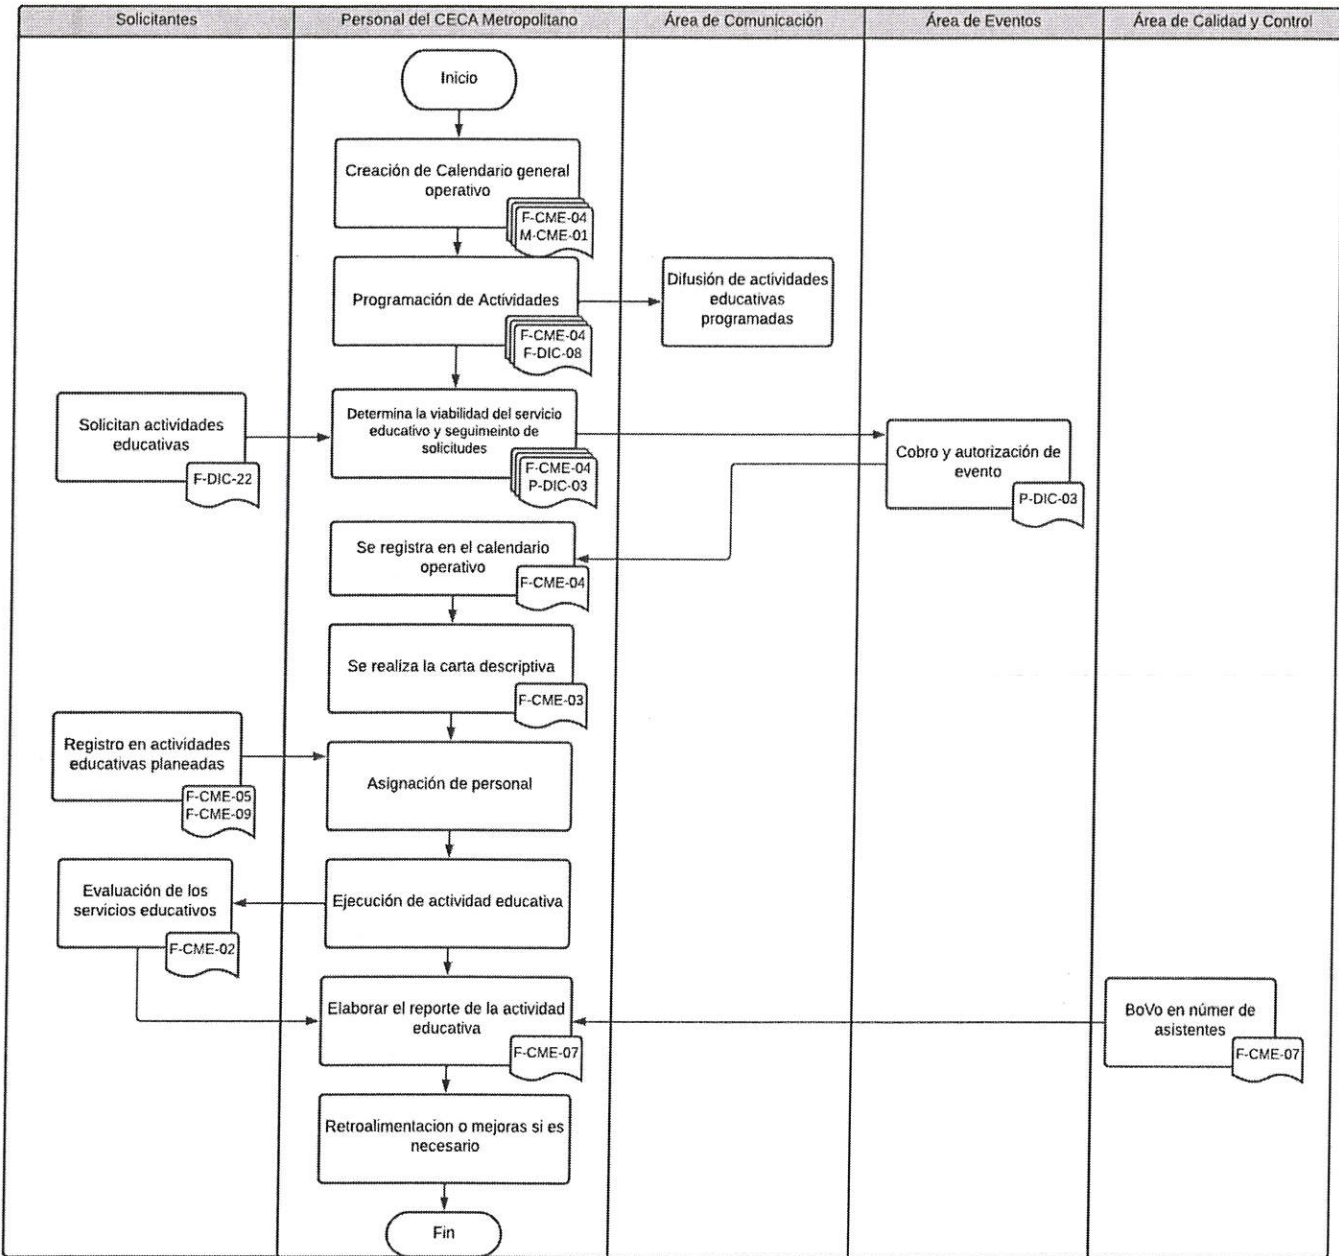 Solicitantes
Personal del CECA Metropolitano
Área de Comunicación
Área de Eventos
Área de Calidad y Control
Inicio
Creación de Calendario general
operativo
F-CME-04
M-CME-01
Programación de Actividades
F-CME-04
F-DIC-08
Difusión de actividades
educativas
programadas
Solicitan actividades
educativas
F-DIC-22
Determina la viabilidad del servicio
educativo y seguimeinto de
solicitudes
F-CME-04
P-DIC-03
Cobro y autorización de
evento
P-DIC-03
Se registra en el calendario
operativo
F-CME-04
Se realiza la carta descriptiva
F-CME-03
Registro en actividades
educativas planeadas
F-CME-05
F-CME-09
Asignación de personal
Evaluación de los
servicios educativos
F-CME-02
Ejecución de actividad educativa
Elaborar el reporte de la actividad
educativa
F-CME-07
BoVo en númer de
asistentes
F-CME-07
Retroalimentacion o mejoras si es
necesario
Fin